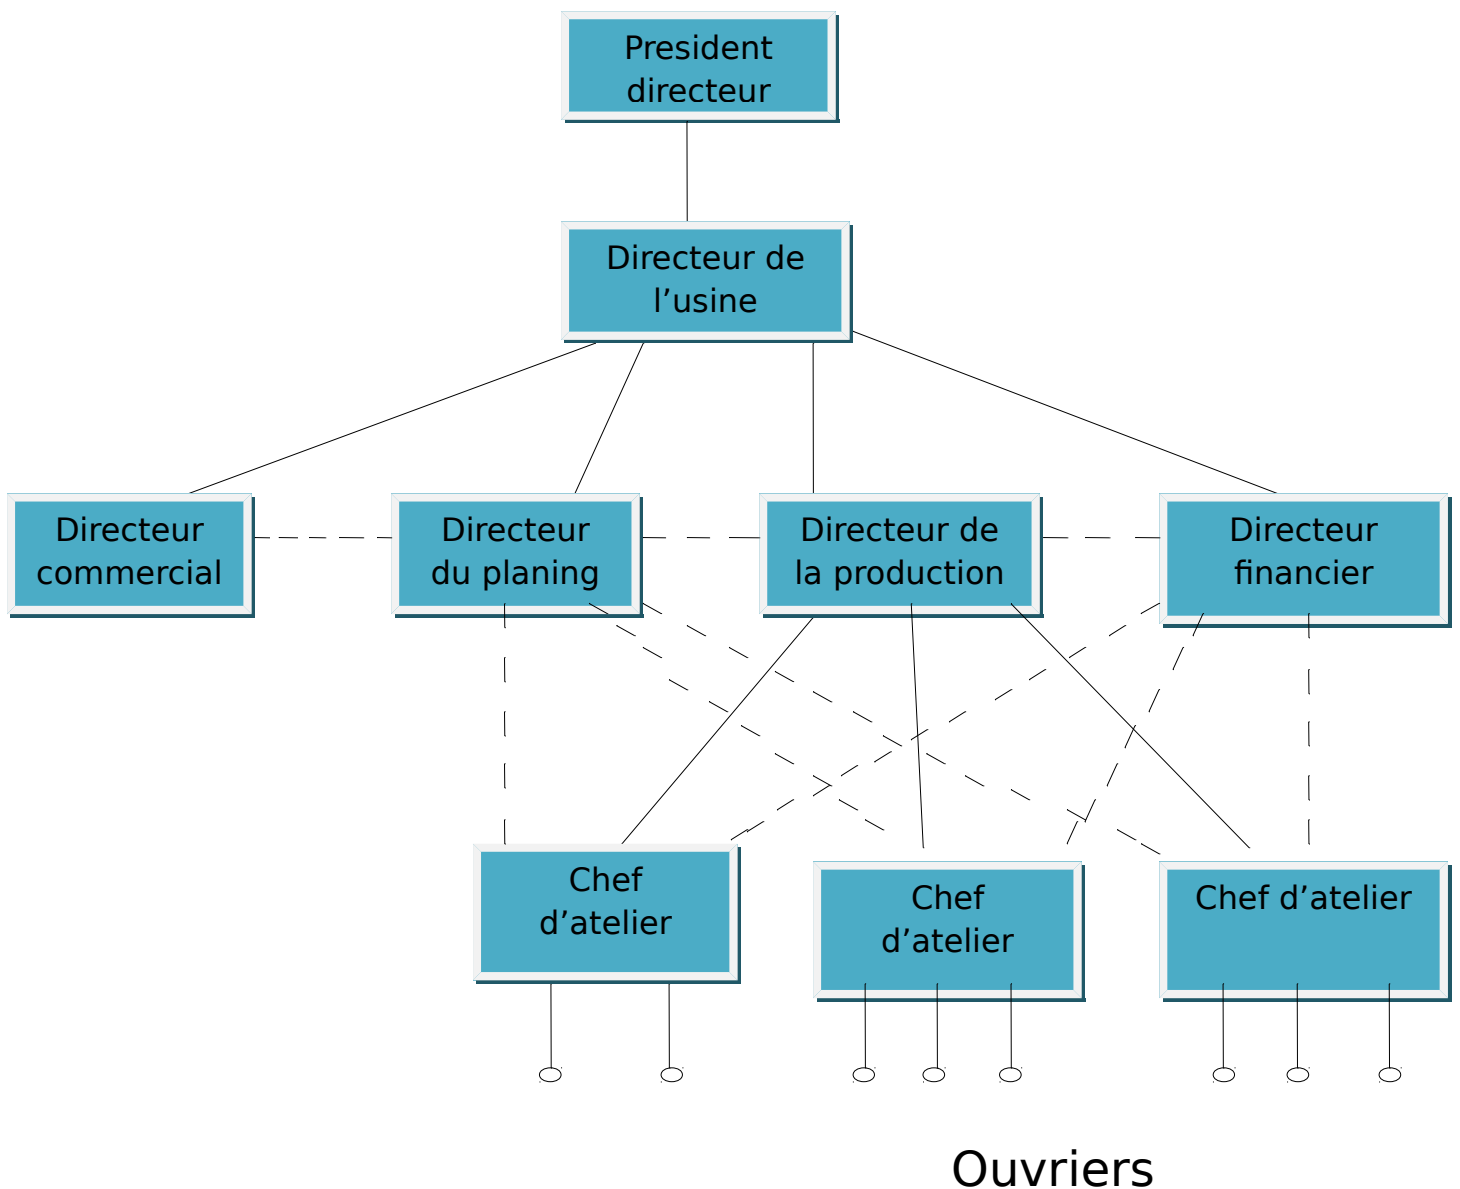 President
directeur
Directeur de
l’usine
Directeur
commercial
Directeur
du planing
Directeur de
la production
Directeur
financier
Chef
d’atelier
Chef
d’atelier
Chef d’atelier
Ouvriers